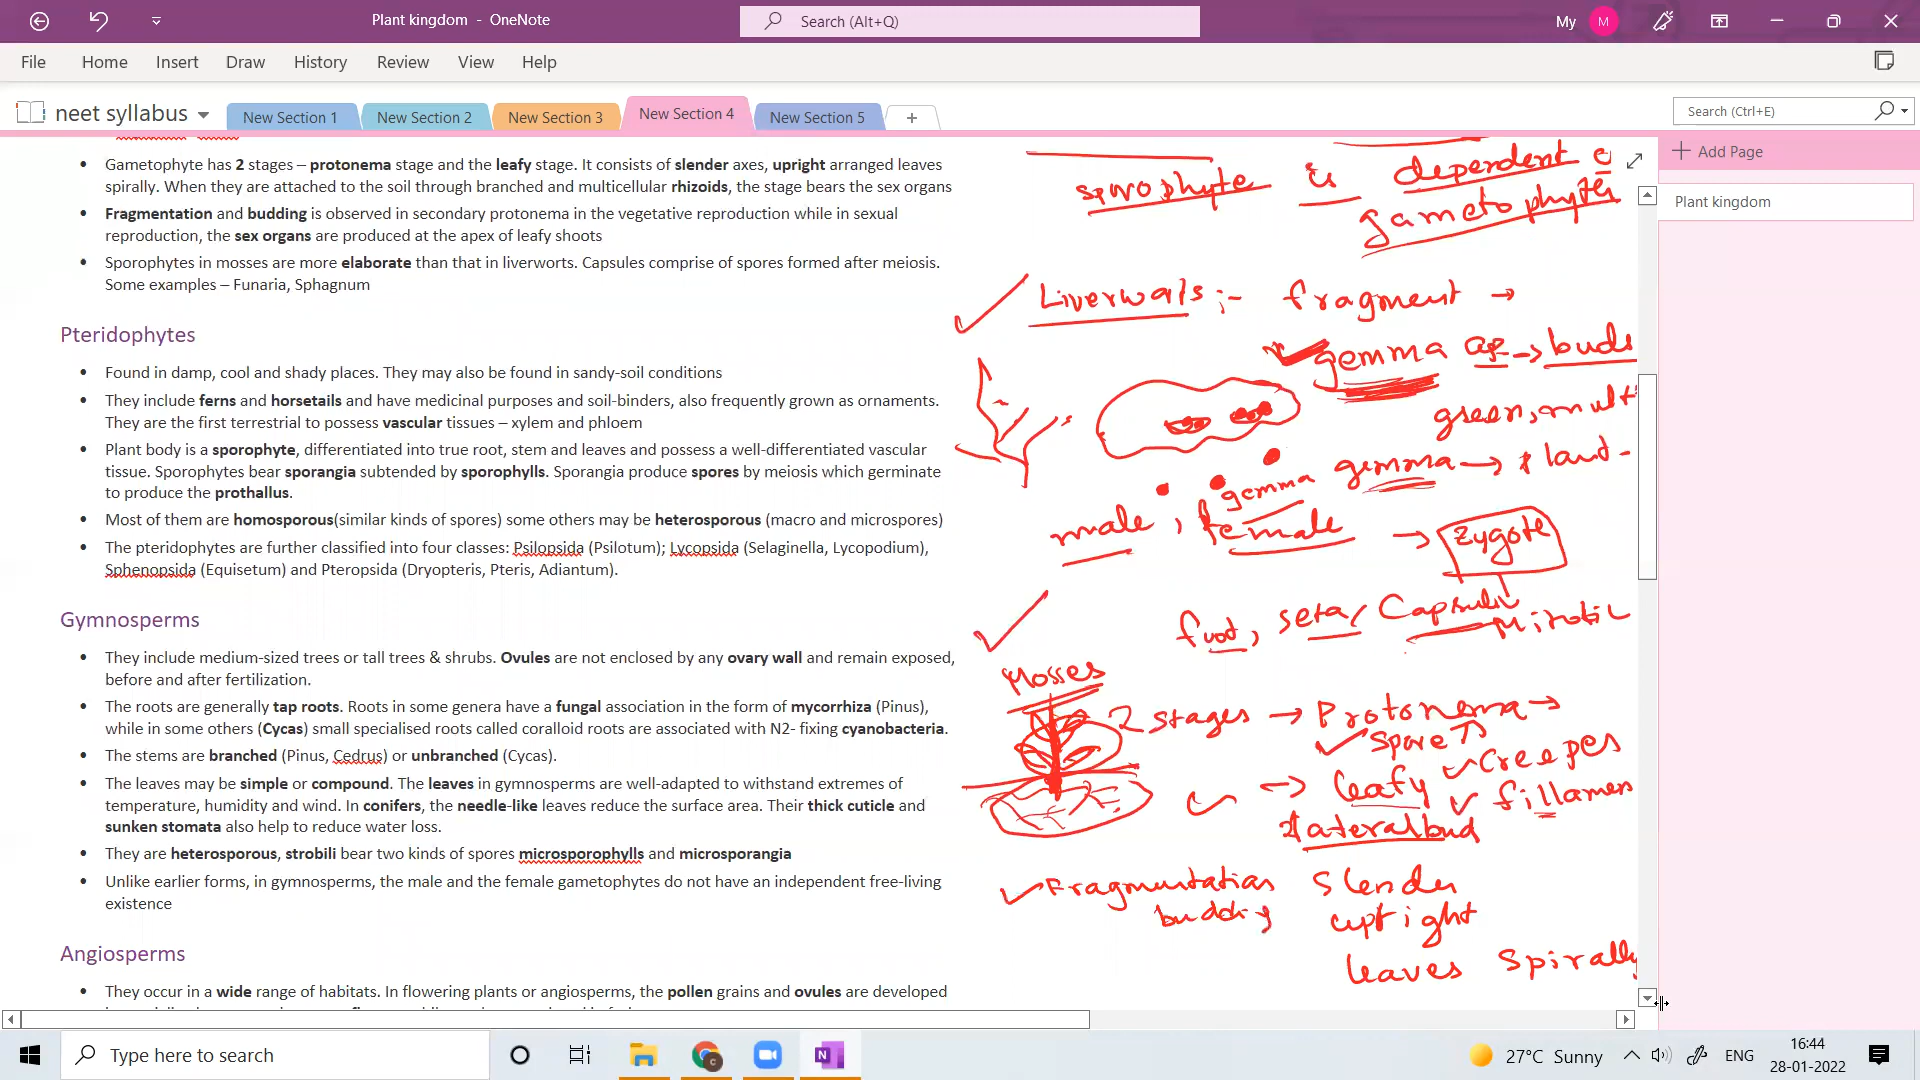 Plant kingdom - OneNote
Search (Alt+Q)
My
M
File Home Insert Draw History Review View Help
neet syllabus
New Section 1
New Section 2
New Section 3
New Section 4
New Section 5
Search (Ctrl+E)
Add Page
Plant kingdom
Gametophyte has 2 stages – protonema stage and the leafy stage. It consists of slender axes, upright arranged leaves
spirally. When they are attached to the soil through branched and multicellular rhizoids, the stage bears the sex organs
Fragmentation and budding is observed in secondary protonema in the vegetative reproduction while in sexual
reproduction, the sex organs are produced at the apex of leafy shoots
Sporophytes in mosses are more elaborate than that in liverworts. Capsules comprise of spores formed after meiosis.
Some examples – Funaria, Sphagnum
Pteridophytes
Found in damp, cool and shady places. They may also be found in sandy-soil conditions
They include ferns and horsetails and have medicinal purposes and soil-binders, also frequently grown as ornaments.
They are the first terrestrial to possess vascular tissues – xylem and phloem
Plant body is a sporophyte, differentiated into true root, stem and leaves and possess a well-differentiated vascular
tissue. Sporophytes bear sporangia subtended by sporophylls. Sporangia produce spores by meiosis which germinate
to produce the prothallus.
Most of them are homosporous(similar kinds of spores) some others may be heterosporous (macro and microspores)
The pteridophytes are further classified into four classes: Psilopsida (Psilotum); Lycopsida (Selaginella, Lycopodium),
Sphenopsida (Equisetum) and Pteropsida (Dryopteris, Pteris, Adiantum).
Gymnosperms
They include medium-sized trees or tall trees & shrubs. Ovules are not enclosed by any ovary wall and remain exposed,
before and after fertilization.
The roots are generally tap roots. Roots in some genera have a fungal association in the form of mycorrhiza (Pinus),
while in some others (Cycas) small specialised roots called coralloid roots are associated with N2- fixing cyanobacteria.
The stems are branched (Pinus, Cedrus) or unbranched (Cycas).
The leaves may be simple or compound. The leaves in gymnosperms are well-adapted to withstand extremes of
temperature, humidity and wind. In conifers, the needle-like leaves reduce the surface area. Their thick cuticle and
sunken stomata also help to reduce water loss.
They are heterosporous, strobili bear two kinds of spores microsporophylls and microsporangia
Unlike earlier forms, in gymnosperms, the male and the female gametophytes do not have an independent free-living
existence
Angiosperms
They occur in a wide range of habitats. In flowering plants or angiosperms, the pollen grains and ovules are developed
is dependent
gametophyte
Liverwats :- fragment →
gemma → buds
green, mult
gemma gemma →
male, female → Zygote
foot, seta,
Mosses
2 stages → Protonema →
spore
creepes
→ leafy
lateral bud
Fragmentation
Slender
upright
leaves spirally
Type here to search
27°C Sunny
ENG
16:44
28-01-2022